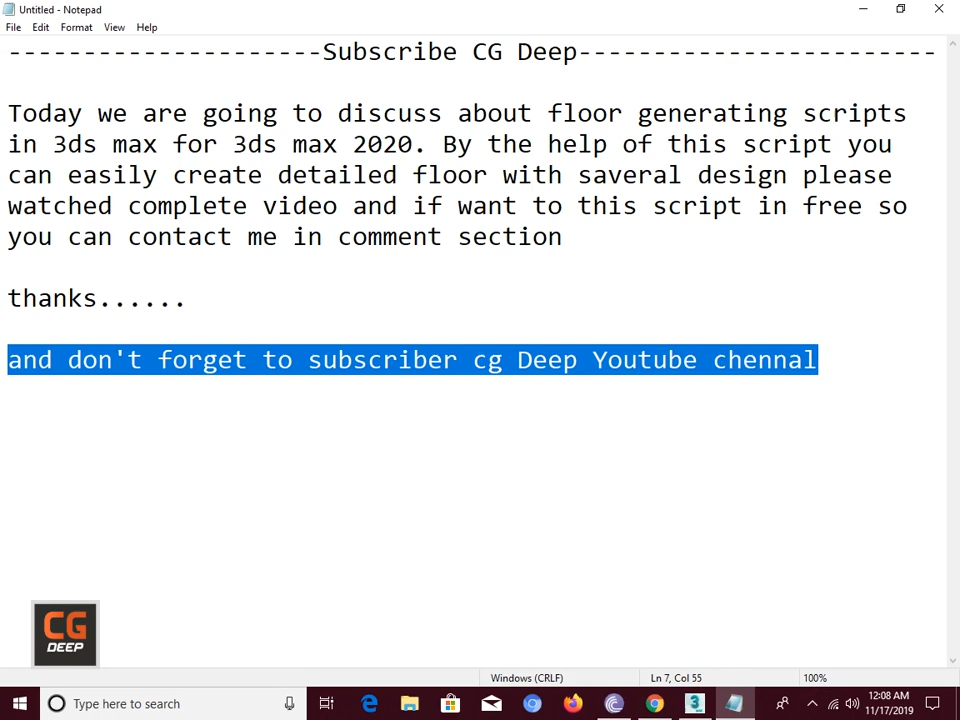 Untitled - Notepad
File Edit Format View Help
---------------------Subscribe CG Deep------------------------
Today we are going to discuss about floor generating scripts
in 3ds max for 3ds max 2020. By the help of this script you
can easily create detailed floor with saveral design please
watched complete video and if want to this script in free so
you can contact me in comment section
thanks......
and don't forget to subscriber cg Deep Youtube chennal
CG
DEEP
Windows (CRLF) Ln 7, Col 55 100%
Type here to search
12:08 AM
11/17/2019